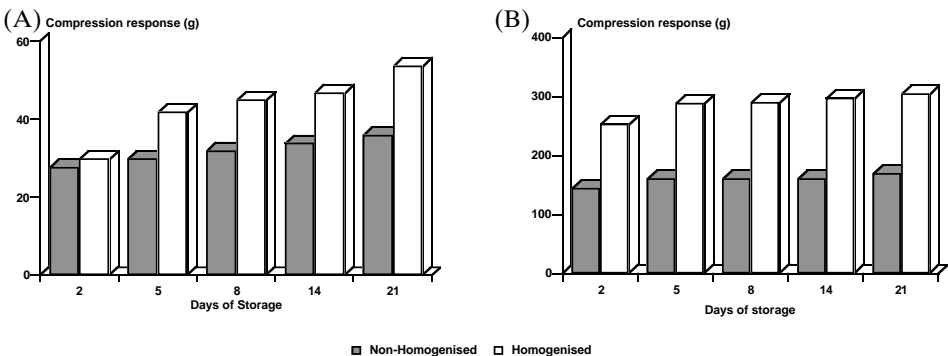 (A)
Compression response (g)
60
40
20
0
2 5 8 14 21
Days of Storage
(B)
Compression response (g)
400
300
200
100
0
2 5 8 14 21
Days of storage
Non-Homogenised Homogenised